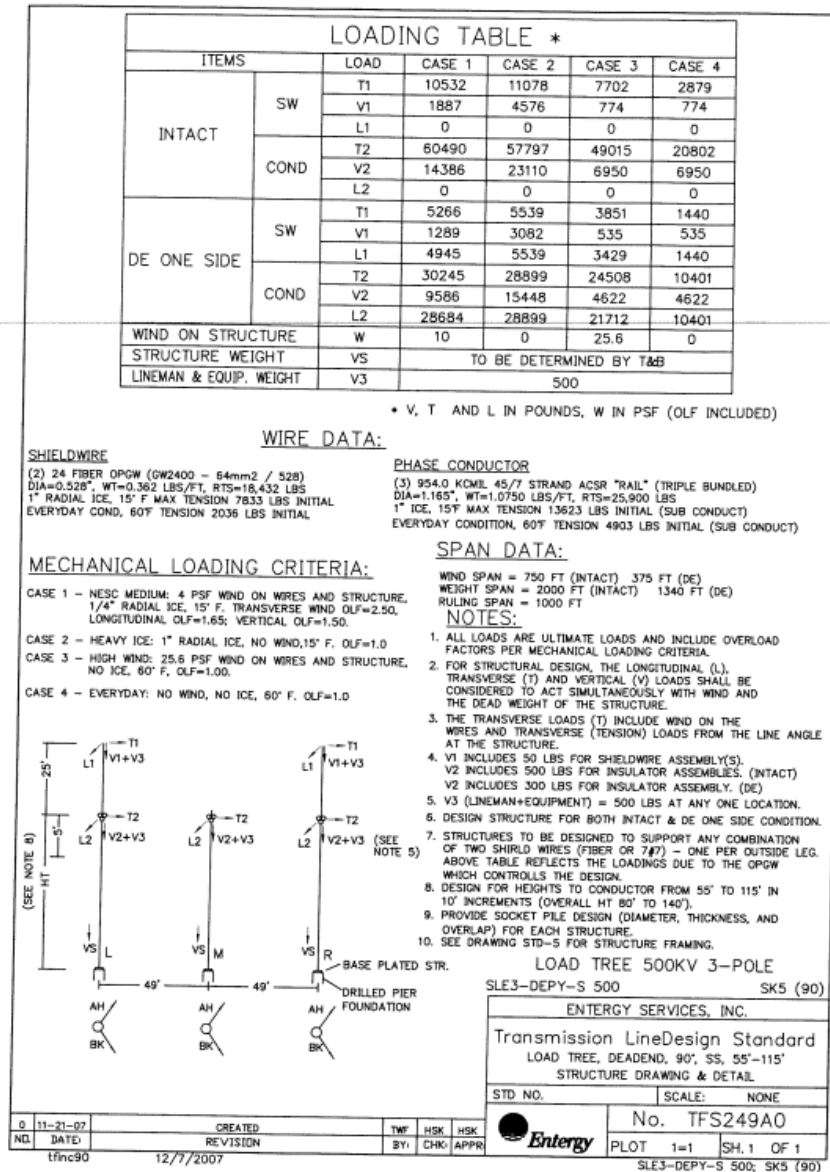 LOADING TABLE *
ITEMS LOAD CASE 1 CASE 2 CASE 3 CASE 4
INTACT SW T1 10532 11078 7702 2879
V1 1887 4576 774 774
L1 0 0 0 0
COND T2 60490 57797 49015 20802
V2 14386 23110 6950 6950
L2 0 0 0 0
DE ONE SIDE SW T1 5266 5539 3851 1440
V1 1289 3082 535 535
L1 4945 5539 3429 1440
COND T2 30245 28899 24508 10401
V2 9586 15448 4622 4622
L2 28684 28899 21712 10401
WIND ON STRUCTURE W 10 0 25.6 0
STRUCTURE WEIGHT VS TO BE DETERMINED BY T&B
LINEMAN & EQUIP. WEIGHT V3 500
* V, T AND L IN POUNDS, W IN PSF (OLF INCLUDED)
WIRE DATA:
SHIELDWIRE
(2) 24 FIBER OPGW (GW2400 - 64mm2 / 528)
DIA=0.528", WT=0.362 LBS/FT, RTS=18,432 LBS
1" RADIAL ICE, 15° F MAX TENSION 7833 LBS INITIAL
EVERYDAY COND, 60°F TENSION 2036 LBS INITIAL
PHASE CONDUCTOR
(3) 954.0 KCMIL 45/7 STRAND ACSR "RAIL" (TRIPLE BUNDLED)
DIA=1.165", WT=1.0750 LBS/FT, RTS=25,900 LBS
1" ICE, 15°F MAX TENSION 13623 LBS INITIAL (SUB CONDUCT)
EVERYDAY CONDITION, 60°F TENSION 4903 LBS INITIAL (SUB CONDUCT)
MECHANICAL LOADING CRITERIA:
CASE 1 - NESC MEDIUM: 4 PSF WIND ON WIRES AND STRUCTURE,
1/4" RADIAL ICE, 15° F. TRANSVERSE WIND OLF=2.50,
LONGITUDINAL OLF=1.65; VERTICAL OLF=1.50.
CASE 2 - HEAVY ICE: 1" RADIAL ICE, NO WIND,15° F. OLF=1.0
CASE 3 - HIGH WIND: 25.6 PSF WIND ON WIRES AND STRUCTURE,
NO ICE, 60° F, OLF=1.00.
CASE 4 - EVERYDAY: NO WIND, NO ICE, 60° F. OLF=1.0
SPAN DATA:
WIND SPAN = 750 FT (INTACT) 375 FT (DE)
WEIGHT SPAN = 2000 FT (INTACT) 1340 FT (DE)
RULING SPAN = 1000 FT
NOTES:
1. ALL LOADS ARE ULTIMATE LOADS AND INCLUDE OVERLOAD
FACTORS PER MECHANICAL LOADING CRITERIA.
2. FOR STRUCTURAL DESIGN, THE LONGITUDINAL (L),
TRANSVERSE (T) AND VERTICAL (V) LOADS SHALL BE
CONSIDERED TO ACT SIMULTANEOUSLY WITH WIND AND
THE DEAD WEIGHT OF THE STRUCTURE.
3. THE TRANSVERSE LOADS (T) INCLUDE WIND ON THE
WIRES AND TRANSVERSE (TENSION) LOADS FROM THE LINE ANGLE
AT THE STRUCTURE.
4. V1 INCLUDES 50 LBS FOR SHIELDWIRE ASSEMBLY(S).
V2 INCLUDES 500 LBS FOR INSULATOR ASSEMBLIES. (INTACT)
V2 INCLUDES 300 LBS FOR INSULATOR ASSEMBLY. (DE)
5. V3 (LINEMAN+EQUIPMENT) = 500 LBS AT ANY ONE LOCATION.
6. DESIGN STRUCTURE FOR BOTH INTACT & DE ONE SIDE CONDITION.
7. STRUCTURES TO BE DESIGNED TO SUPPORT ANY COMBINATION
OF TWO SHIRLD WIRES (FIBER OR 7#7) - ONE PER OUTSIDE LEG.
ABOVE TABLE REFLECTS THE LOADINGS DUE TO THE OPGW
WHICH CONTROLLS THE DESIGN.
8. DESIGN FOR HEIGHTS TO CONDUCTOR FROM 55' TO 115' IN
10' INCREMENTS (OVERALL HT 80' TO 140').
9. PROVIDE SOCKET PILE DESIGN (DIAMETER, THICKNESS, AND
OVERLAP) FOR EACH STRUCTURE.
10. SEE DRAWING STD-5 FOR STRUCTURE FRAMING.
T1 T1
L1 V1+V3 L1 V1+V3
25'
T2 T2 T2
L2 V2+V3 L2 V2+V3 L2 V2+V3 (SEE NOTE 5)
5'
HT
(SEE NOTE 8)
VS L VS M VS R
BASE PLATED STR.
49' 49'
DRILLED PIER
FOUNDATION
AH AH AH
BK BK BK
LOAD TREE 500KV 3-POLE
SLE3-DEPY-S 500 SK5 (90)
ENTERGY SERVICES, INC.
Transmission LineDesign Standard
LOAD TREE, DEADEND, 90°, SS, 55'-115'
STRUCTURE DRAWING & DETAIL
STD NO. SCALE: NONE
Entergy No. TFS249A0
PLOT 1=1 SH. 1 OF 1
0 11-21-07 CREATED TWF HSK HSK
NO. DATE: REVISION BY: CHK: APPR
tfinc90 12/7/2007
SLE3-DEPY-S 500; SK5 (90)